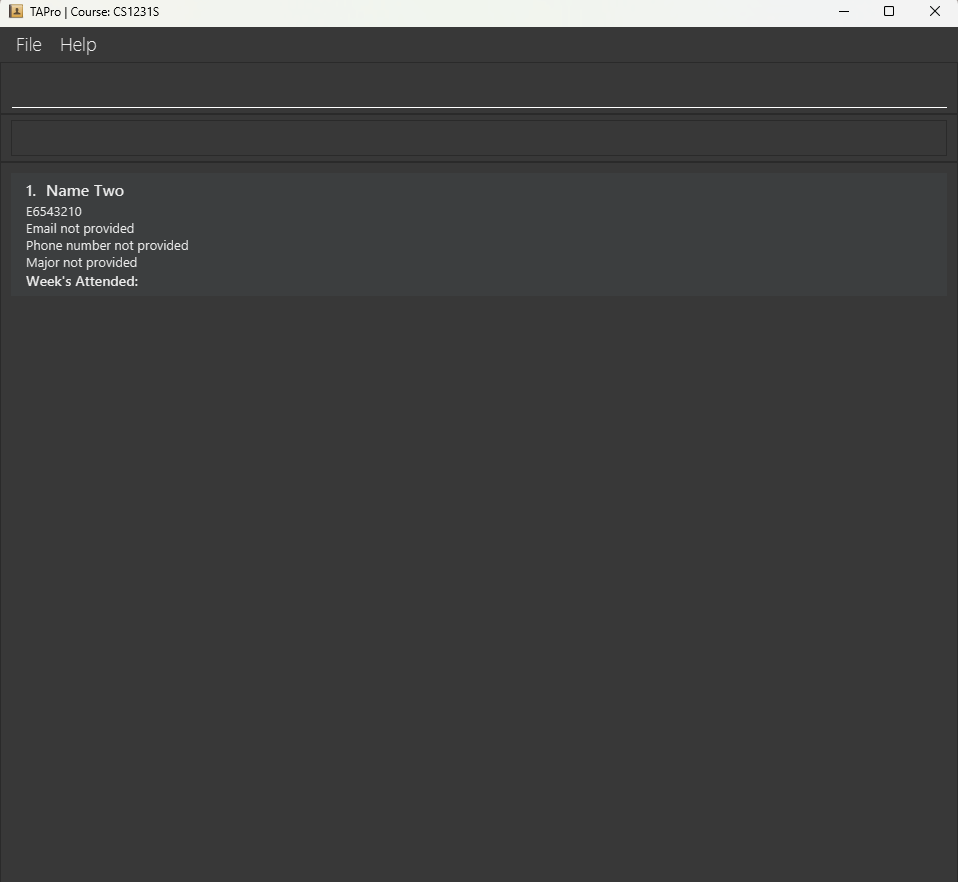 TAPro | Course: CS1231S
File Help
1. Name Two
E6543210
Email not provided
Phone number not provided
Major not provided
Week's Attended: